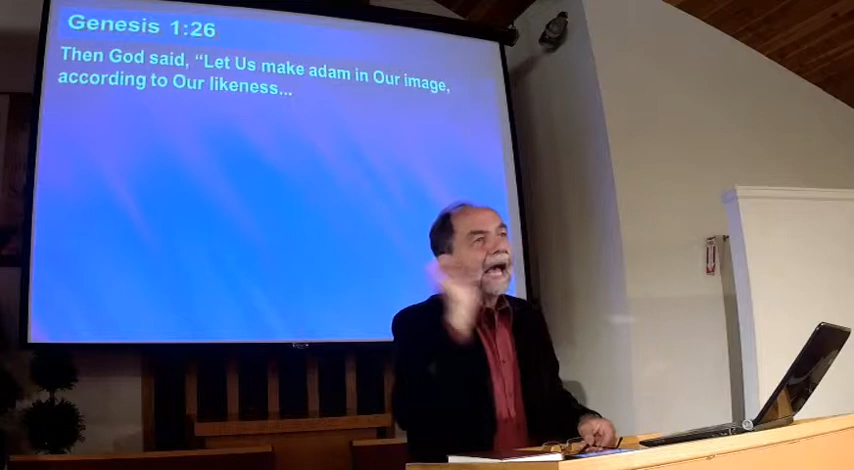 Genesis 1:26
Then God said, “Let Us make adam in Our image,
according to Our likeness...